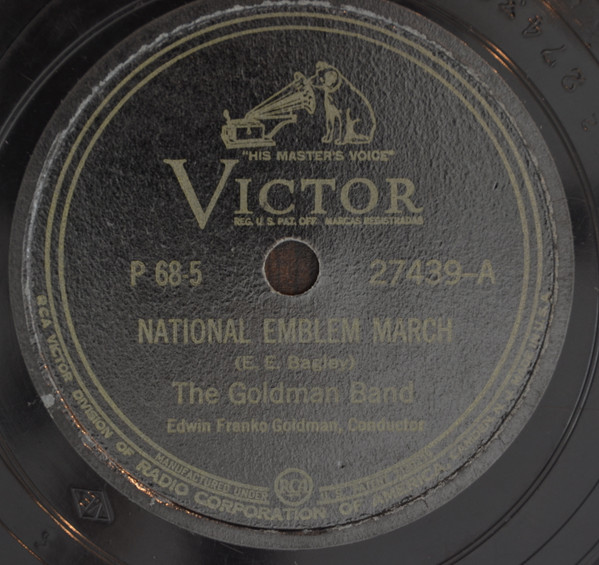 "HIS MASTER'S VOICE"
VICTOR
REG. U. S. PAT. OFF. MARCAS REGISTRADAS
P 68-5
27439-A
NATIONAL EMBLEM MARCH
(E. E. Bagley)
The Goldman Band
Edwin Franko Goldman, Conductor
MANUFACTURED UNDER
RCA
RCA VICTOR DIVISION OF RADIO CORPORATION OF AMERICA,